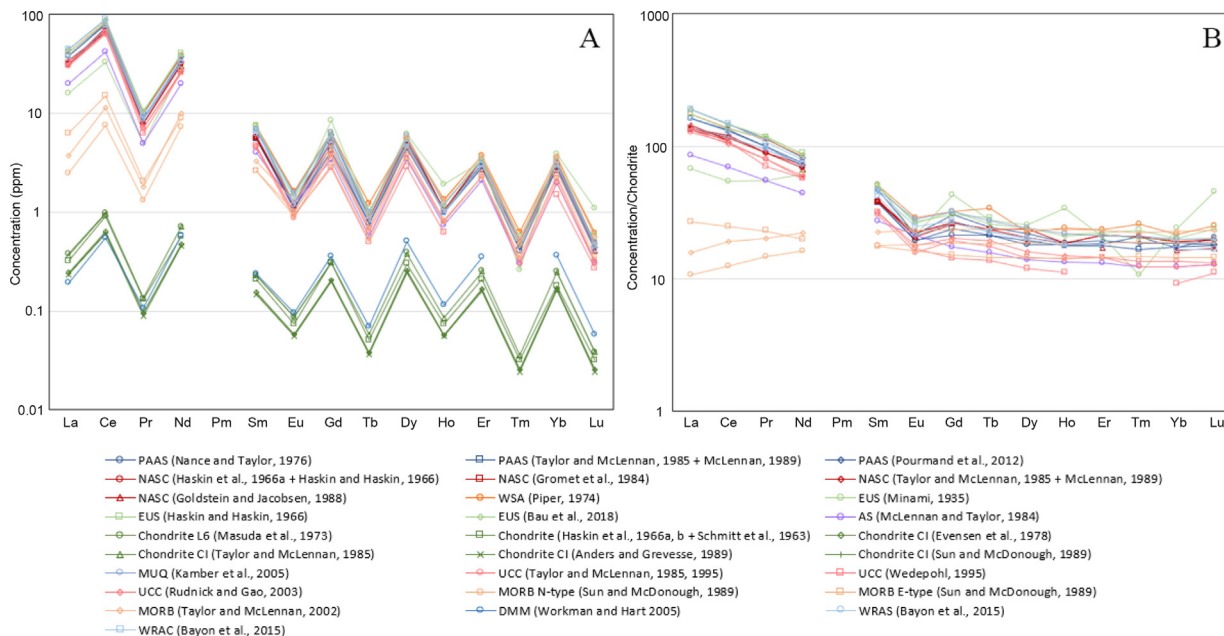 A
B
Concentration (ppm)
100
10
1
0.1
0.01
La Ce Pr Nd Pm Sm Eu Gd Tb Dy Ho Er Tm Yb Lu
Concentration/Chondrite
1000
100
10
1
La Ce Pr Nd Pm Sm Eu Gd Tb Dy Ho Er Tm Yb Lu
PAAS (Nance and Taylor, 1976) PAAS (Taylor and McLennan, 1985 + McLennan, 1989) PAAS (Pourmand et al., 2012)
NASC (Haskin et al., 1966a + Haskin and Haskin, 1966) NASC (Gromet et al., 1984) NASC (Taylor and McLennan, 1985 + McLennan, 1989)
NASC (Goldstein and Jacobsen, 1988) WSA (Piper, 1974) EUS (Minami, 1935)
EUS (Haskin and Haskin, 1966) EUS (Bau et al., 2018) AS (McLennan and Taylor, 1984)
Chondrite L6 (Masuda et al., 1973) Chondrite (Haskin et al., 1966a, b + Schmitt et al., 1963) Chondrite CI (Evensen et al., 1978)
Chondrite CI (Taylor and McLennan, 1985) Chondrite CI (Anders and Grevesse, 1989) Chondrite CI (Sun and McDonough, 1989)
MUQ (Kamber et al., 2005) UCC (Taylor and McLennan, 1985, 1995) UCC (Wedepohl, 1995)
UCC (Rudnick and Gao, 2003) MORB N-type (Sun and McDonough, 1989) MORB E-type (Sun and McDonough, 1989)
MORB (Taylor and McLennan, 2002) DMM (Workman and Hart 2005) WRAS (Bayon et al., 2015)
WRAC (Bayon et al., 2015)